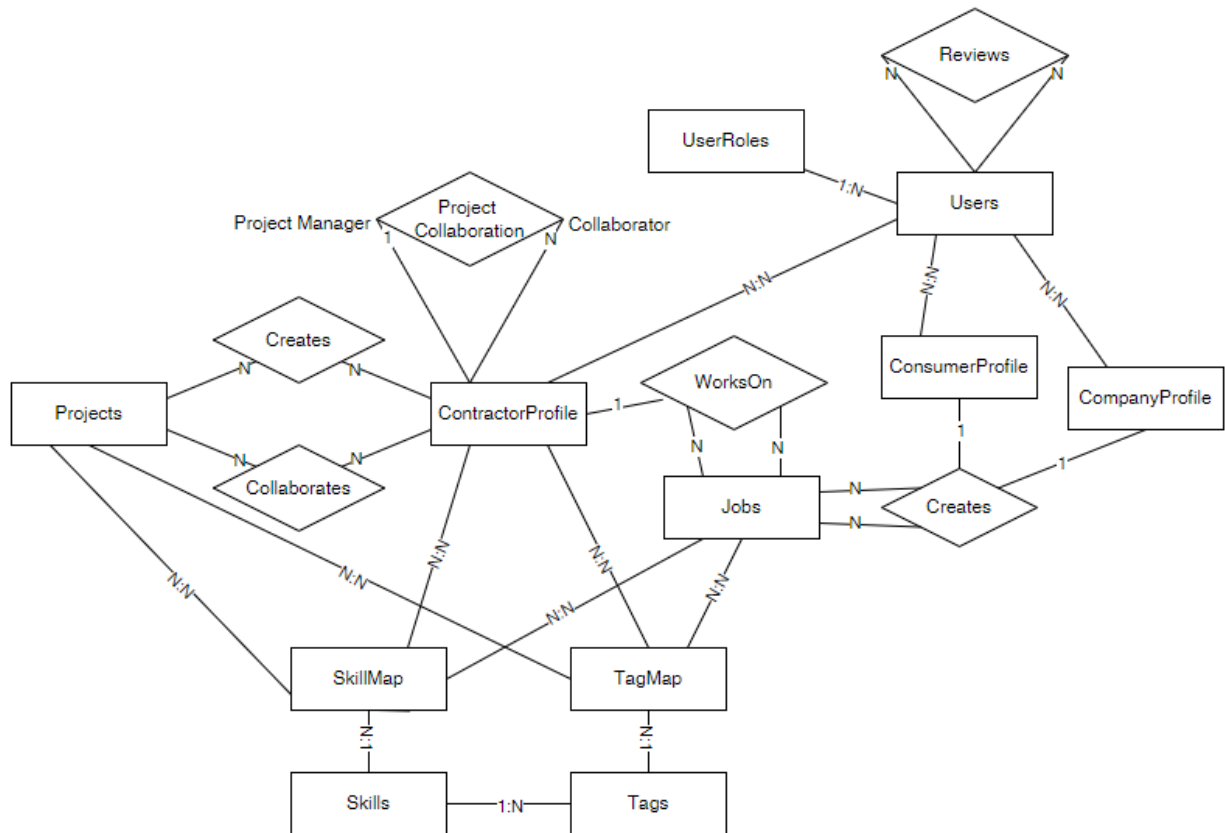 Reviews
N
N
UserRoles
1:N
Users
Project Manager
Project
Collaboration
Collaborator
1
N
N:N
N:N
N:N
Creates
N
N
Projects
ContractorProfile
1
WorksOn
ConsumerProfile
CompanyProfile
N
N
Collaborates
N
N
1
1
Jobs
N
N
Creates
N:N
N:N
N:N
N:N
N:N
N:N
SkillMap
TagMap
N:1
N:1
Skills
1:N
Tags